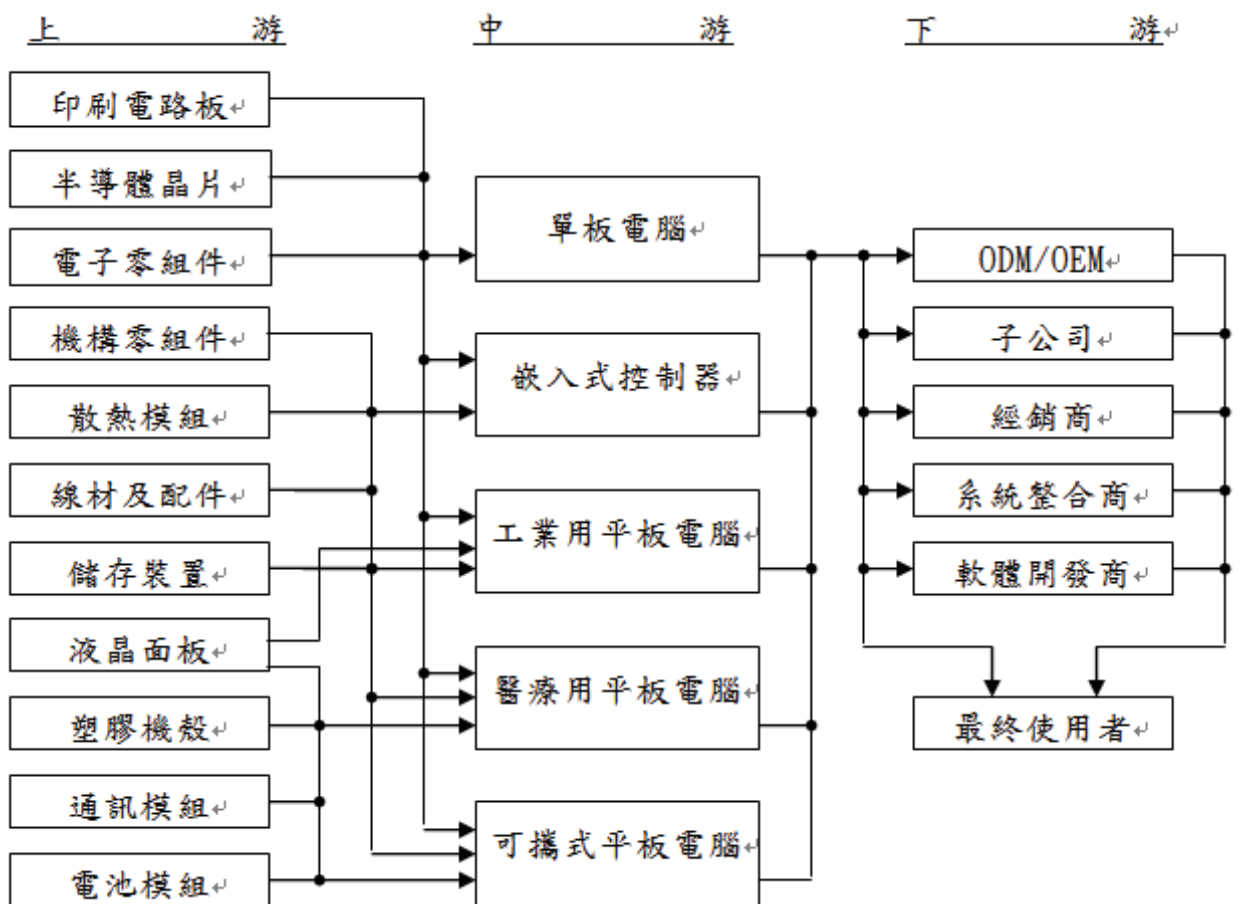 上游 中游 下游
印刷電路板
半導體晶片
電子零組件
機構零組件
散熱模組
線材及配件
儲存裝置
液晶面板
塑膠機殼
通訊模組
電池模組
單板電腦
嵌入式控制器
工業用平板電腦
醫療用平板電腦
可攜式平板電腦
ODM/OEM
子公司
經銷商
系統整合商
軟體開發商
最終使用者